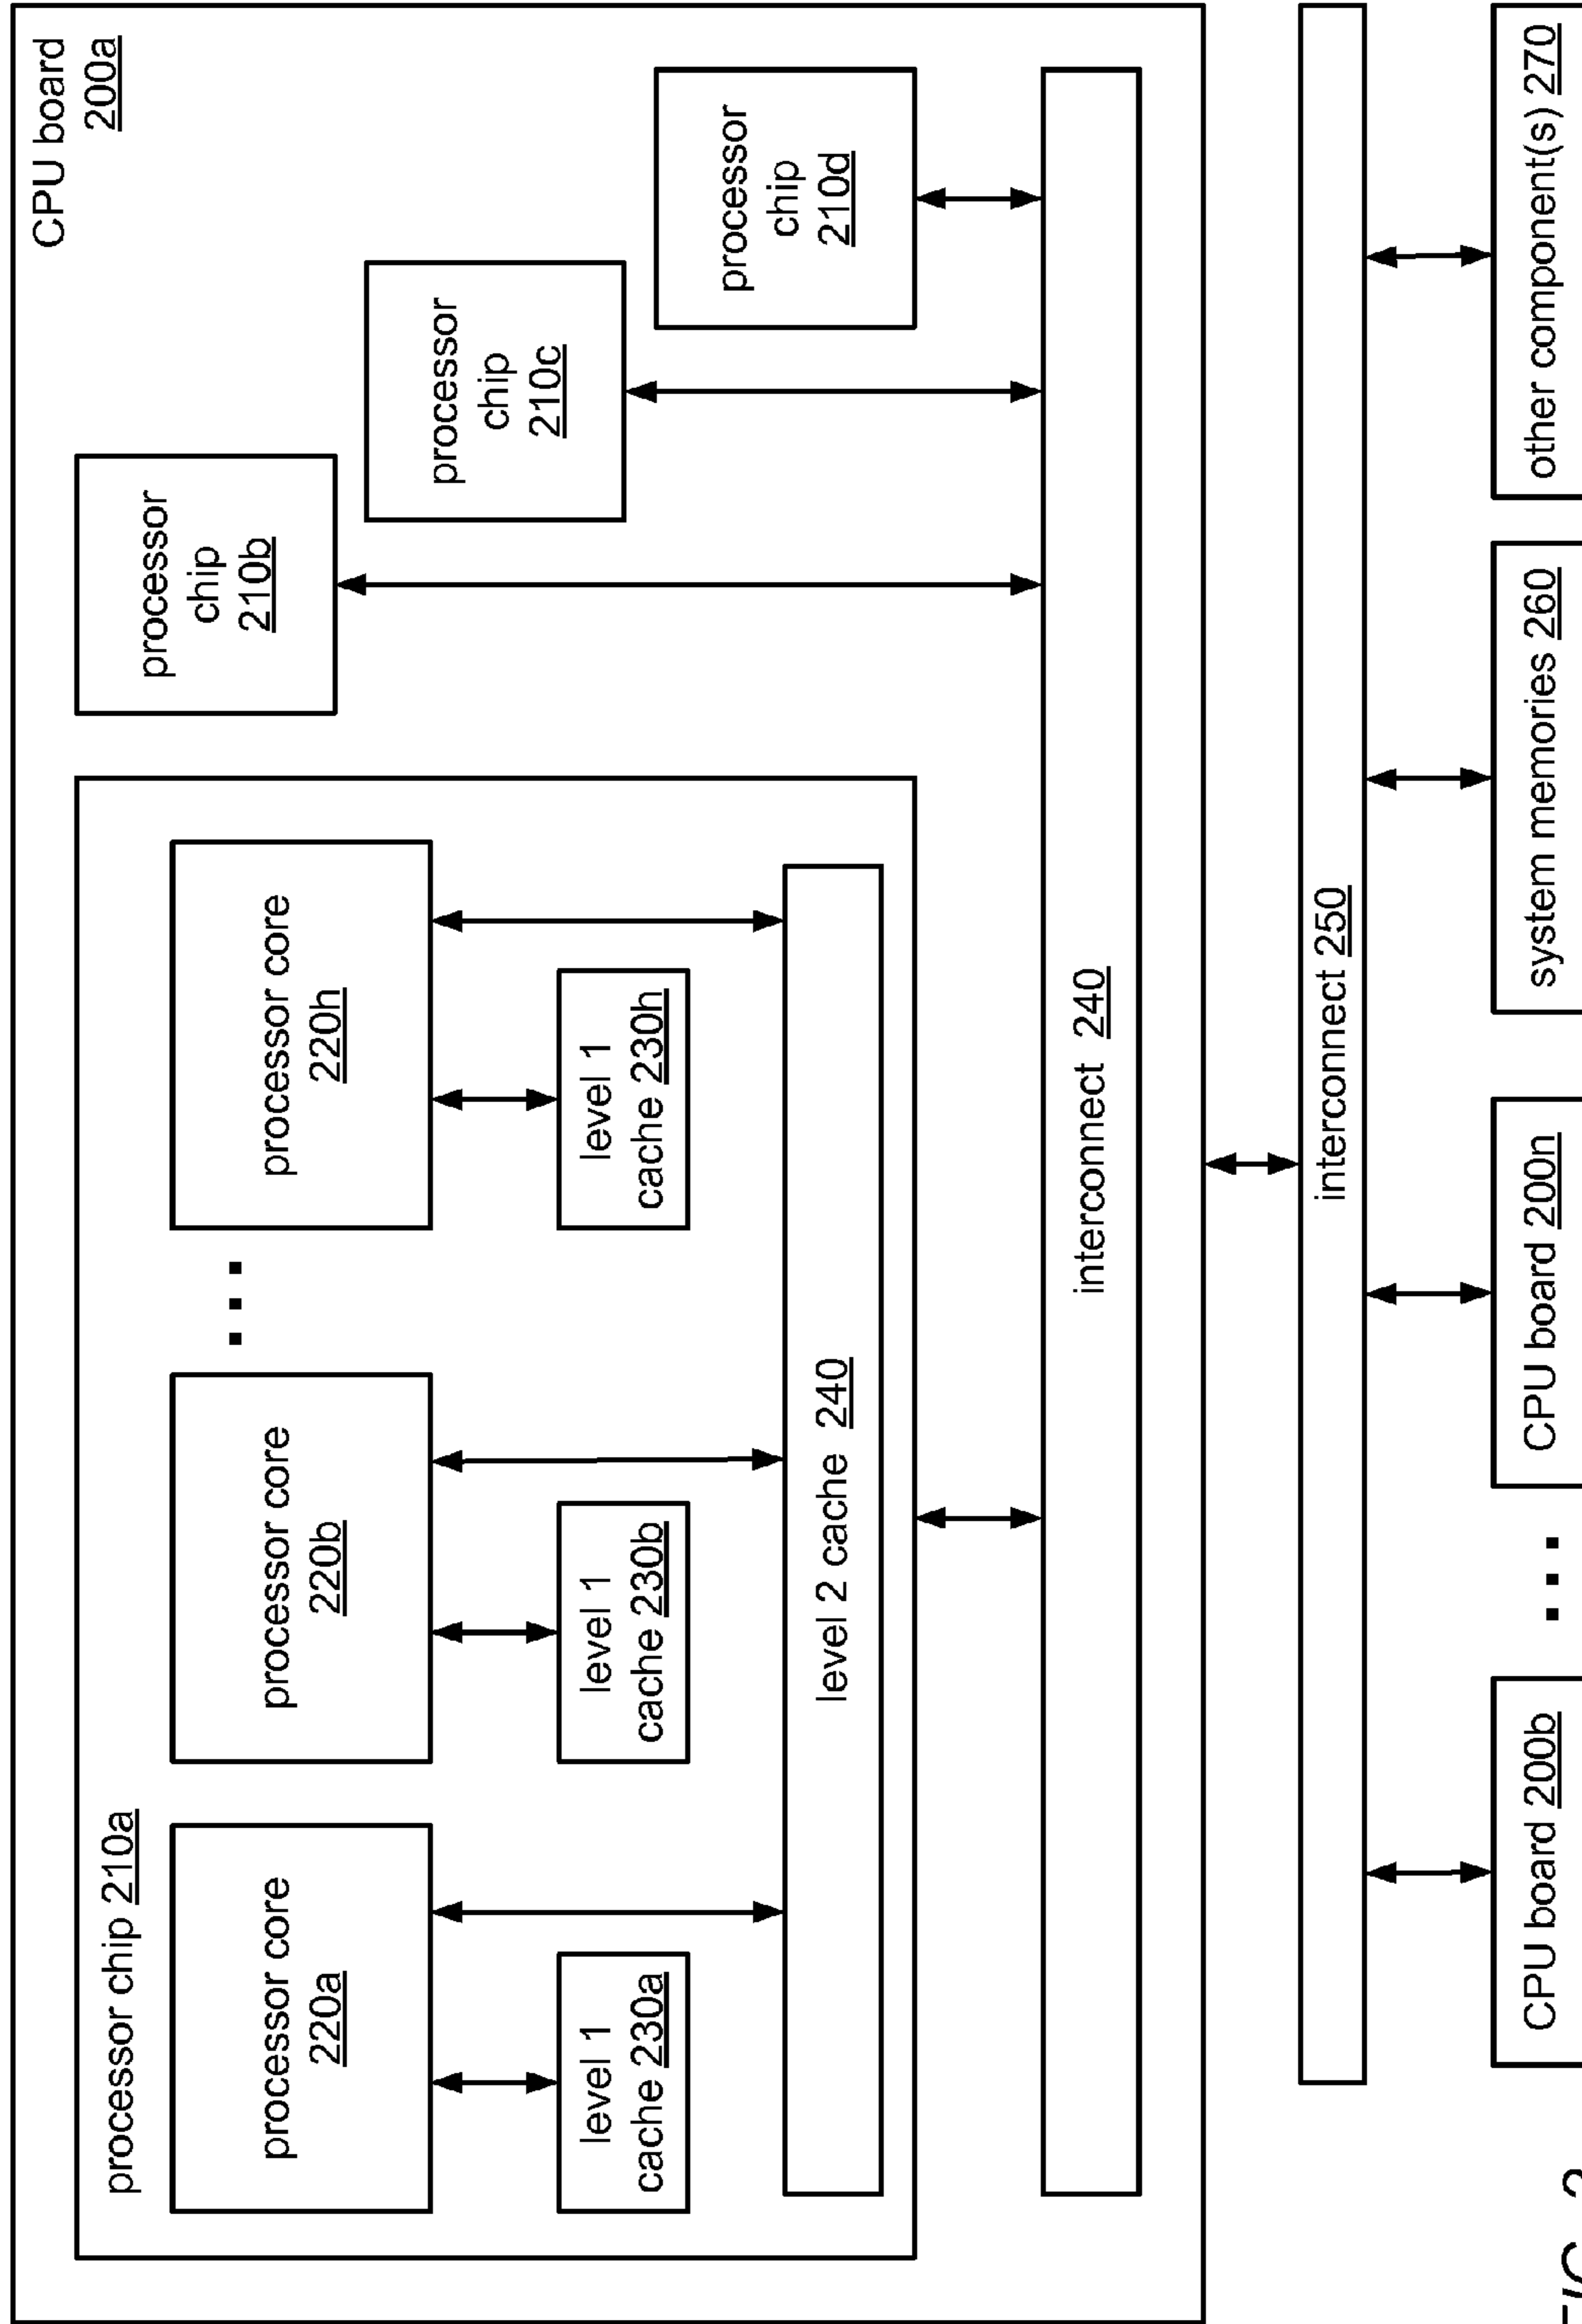 CPU board
200a
processor chip 210a
processor core
220a
processor core
220b
...
processor core
220h
level 1
cache 230a
level 1
cache 230b
level 1
cache 230h
level 2 cache 240
processor
chip
210b
processor
chip
210c
processor
chip
210d
interconnect 240
interconnect 250
CPU board 200b
...
CPU board 200n
system memories 260
other component(s) 270